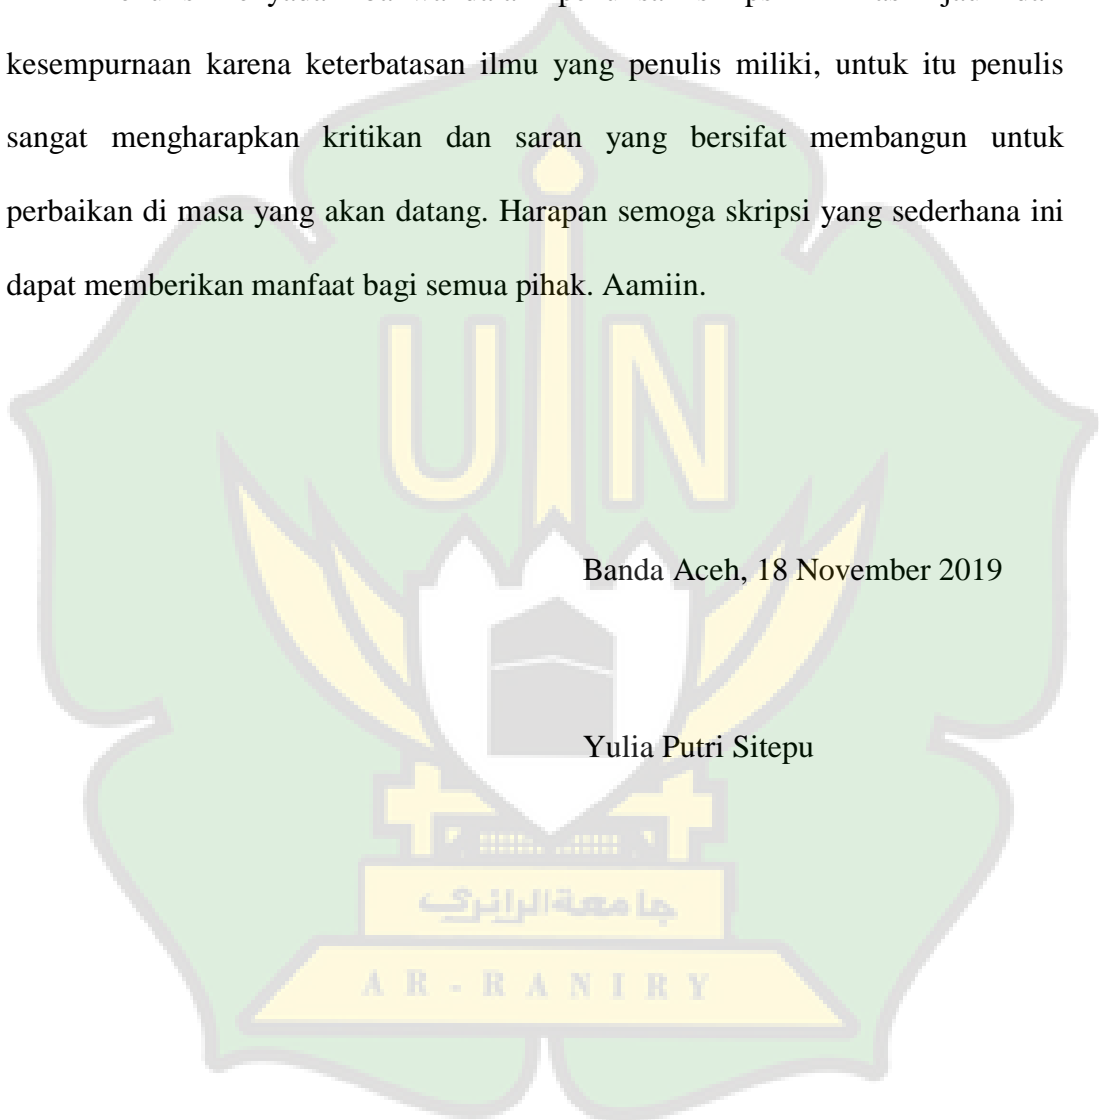 kesempurnaan karena keterbatasan ilmu yang penulis miliki, untuk itu penulis
sangat mengharapkan kritikan dan saran yang bersifat membangun untuk
perbaikan di masa yang akan datang. Harapan semoga skripsi yang sederhana ini
dapat memberikan manfaat bagi semua pihak. Aamiin.
UIN
Banda Aceh, 18 November 2019
Yulia Putri Sitepu
جامعة الرانري
AR-RANIRY